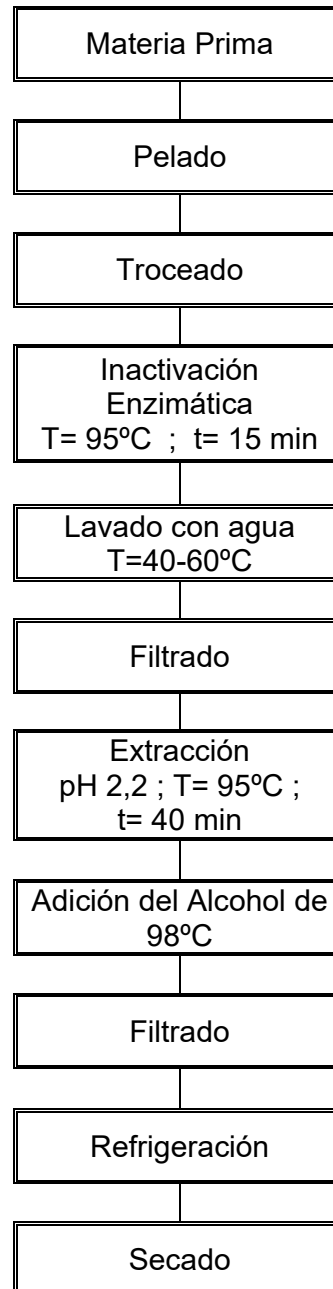 Materia Prima
Pelado
Troceado
Inactivación
Enzimática
T= 95ºC  ;  t= 15 min
Lavado con agua
T=40-60ºC
Filtrado
Extracción
pH 2,2 ; T= 95ºC ;
t= 40 min
Adición del Alcohol de
98ºC
Filtrado
Refrigeración
Secado